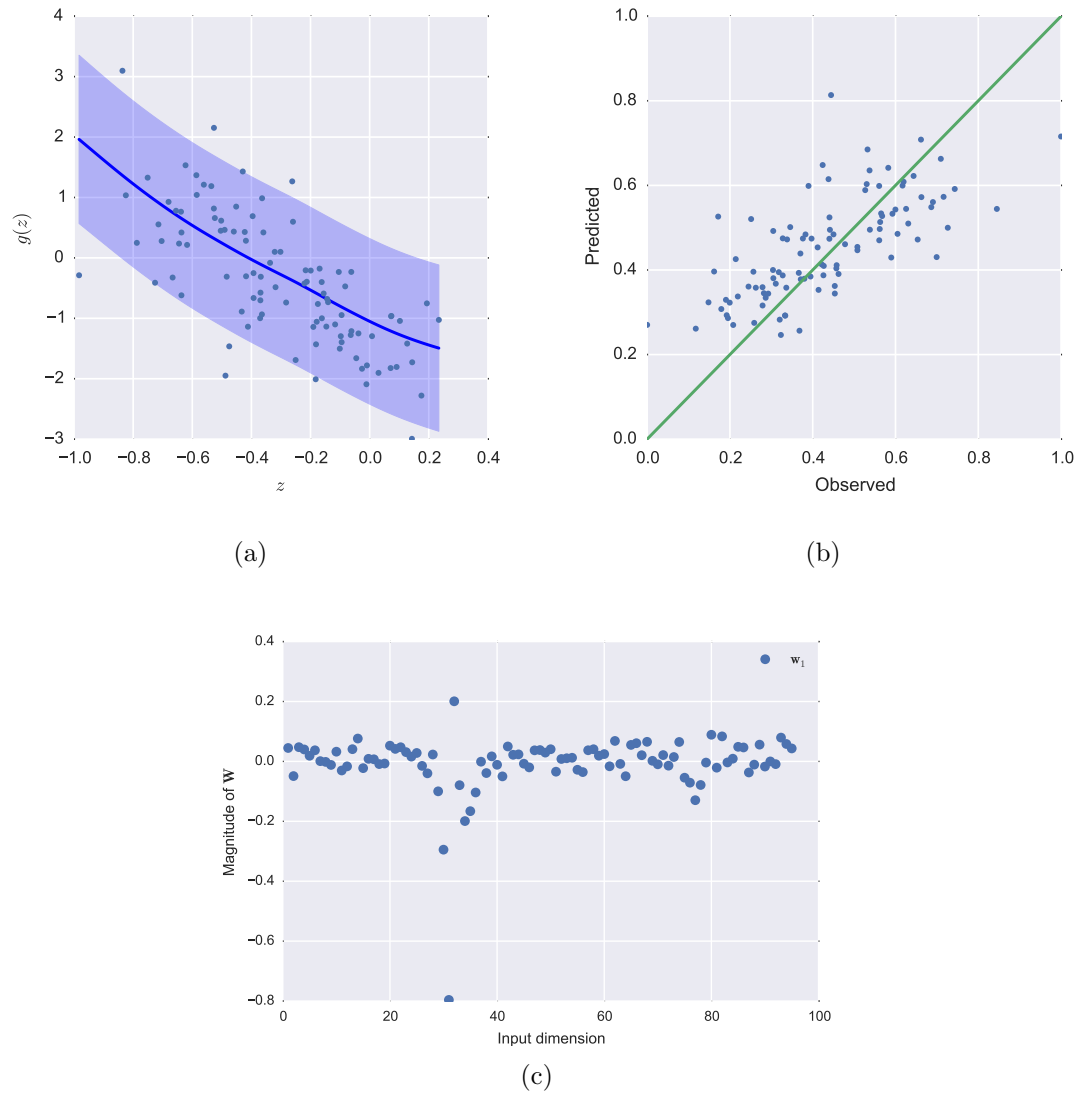 4
3
2
1
0
−1
−2
−3
g(z)
−1.0 −0.8 −0.6 −0.4 −0.2 0.0 0.2 0.4
z
(a)
1.0
0.8
0.6
0.4
0.2
0.0
Predicted
0.0 0.2 0.4 0.6 0.8 1.0
Observed
(b)
0.4
0.2
0.0
−0.2
−0.4
−0.6
−0.8
Magnitude of W
w₁
0 20 40 60 80 100
Input dimension
(c)